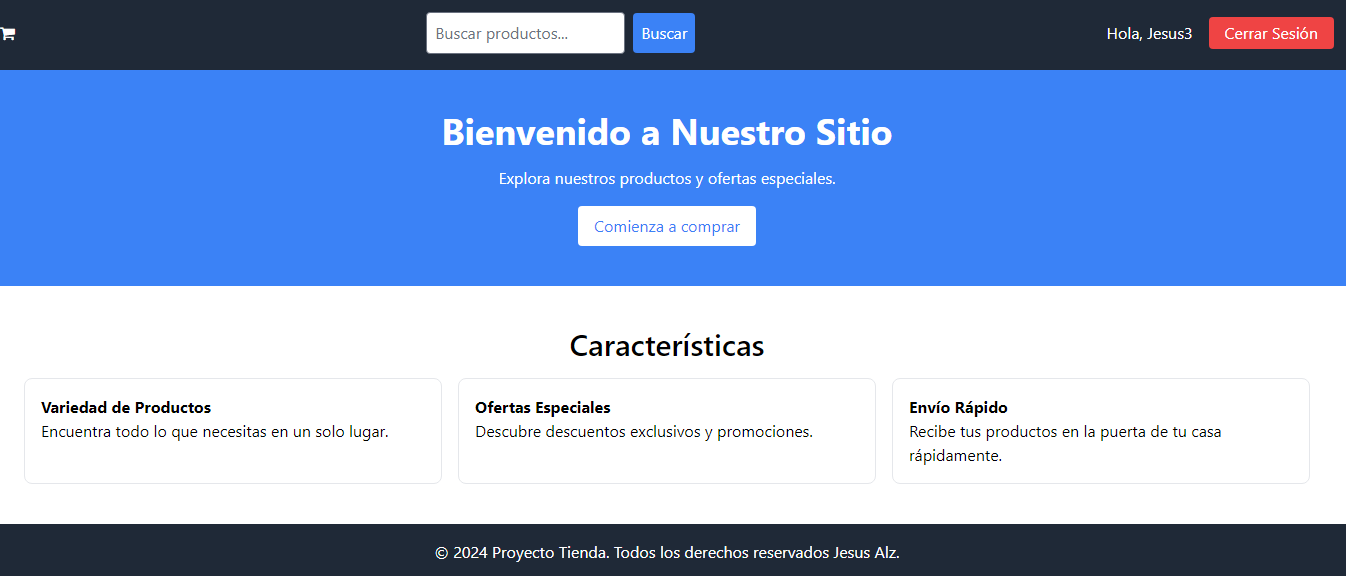 Buscar productos...
Buscar
Hola, Jesus3
Cerrar Sesión
Bienvenido a Nuestro Sitio
Explora nuestros productos y ofertas especiales.
Comienza a comprar
Características
Variedad de Productos
Encuentra todo lo que necesitas en un solo lugar.
Ofertas Especiales
Descubre descuentos exclusivos y promociones.
Envío Rápido
Recibe tus productos en la puerta de tu casa
rápidamente.
© 2024 Proyecto Tienda. Todos los derechos reservados Jesus Alz.